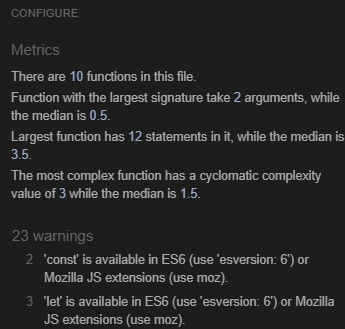 CONFIGURE
Metrics
There are 10 functions in this file.
Function with the largest signature take 2 arguments, while
the median is 0.5.
Largest function has 12 statements in it, while the median is
3.5.
The most complex function has a cyclomatic complexity
value of 3 while the median is 1.5.
23 warnings
2 'const' is available in ES6 (use 'esversion: 6') or
Mozilla JS extensions (use moz).
3 'let' is available in ES6 (use 'esversion: 6') or Mozilla
JS extensions (use moz).